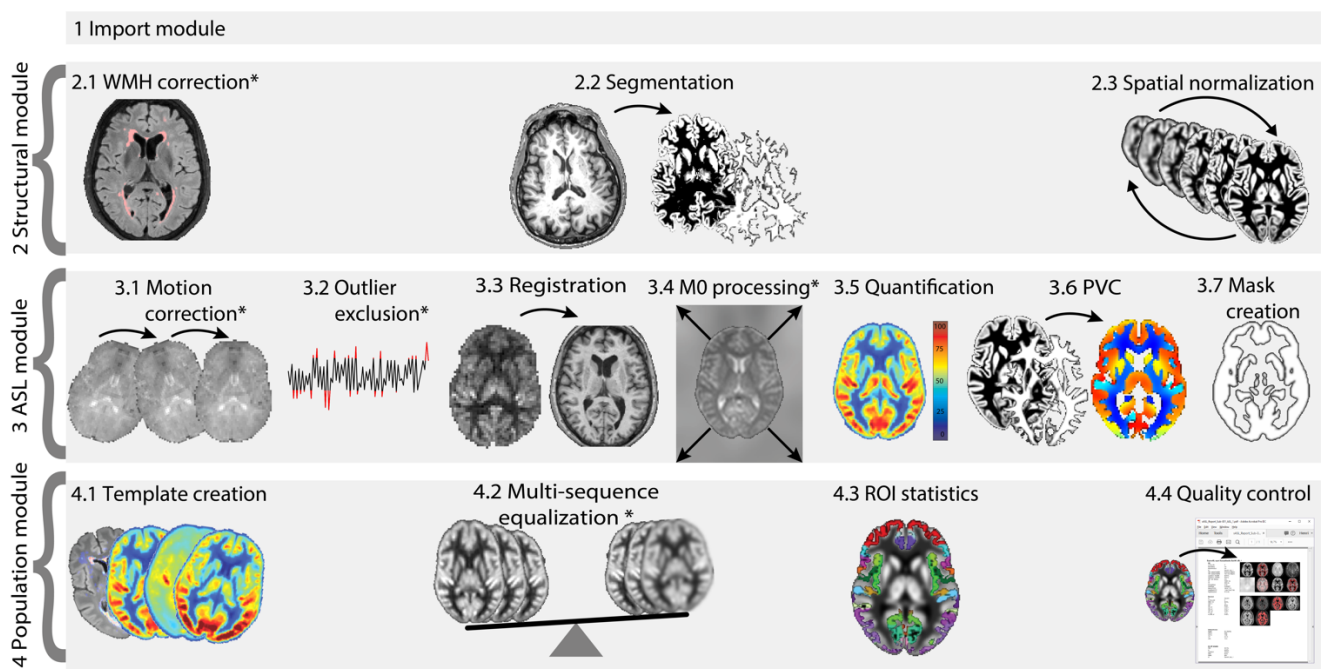 1 Import module
2 Structural module
2.1 WMH correction*
2.2 Segmentation
2.3 Spatial normalization
3 ASL module
3.1 Motion
correction*
3.2 Outlier
exclusion*
3.3 Registration
3.4 M0 processing*
3.5 Quantification
100
75
50
25
0
3.6 PVC
3.7 Mask
creation
4 Population module
4.1 Template creation
4.2 Multi-sequence
equalization *
4.3 ROI statistics
4.4 Quality control